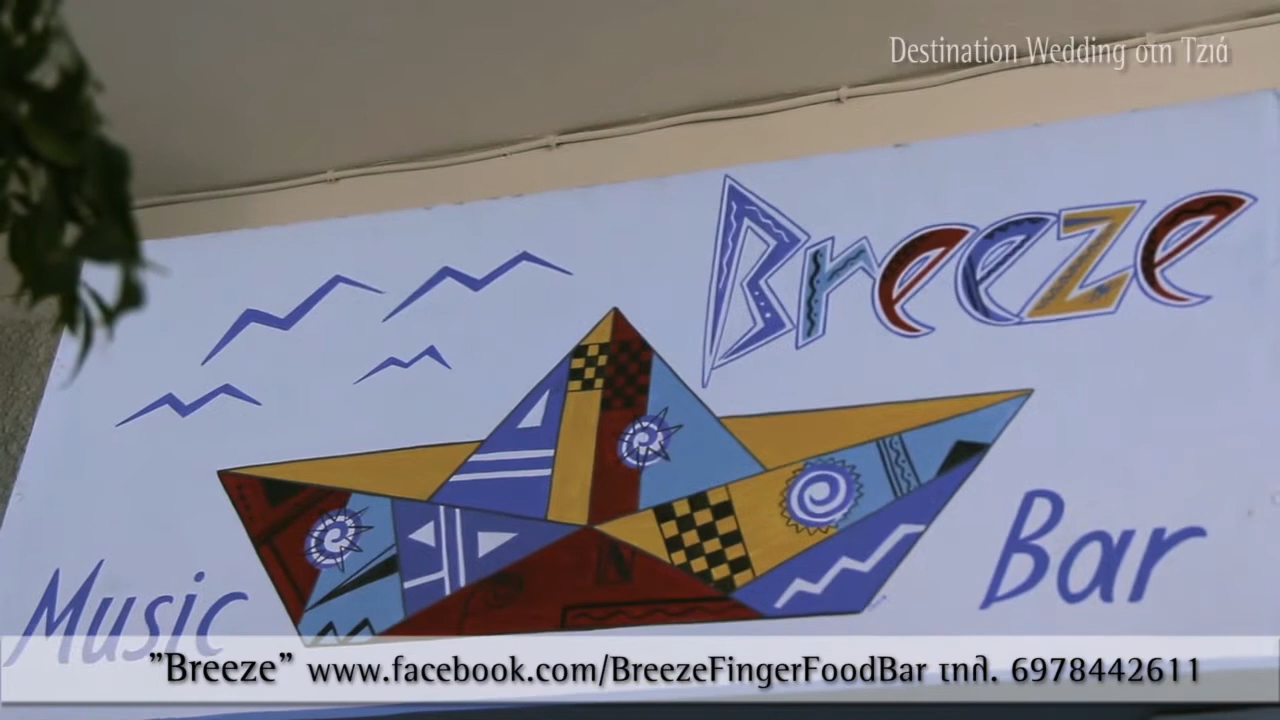 Destination Wedding στη Τζιά
Breeze
Music Bar
"Breeze" www.facebook.com/BreezeFingerFoodBar τηλ. 6978442611